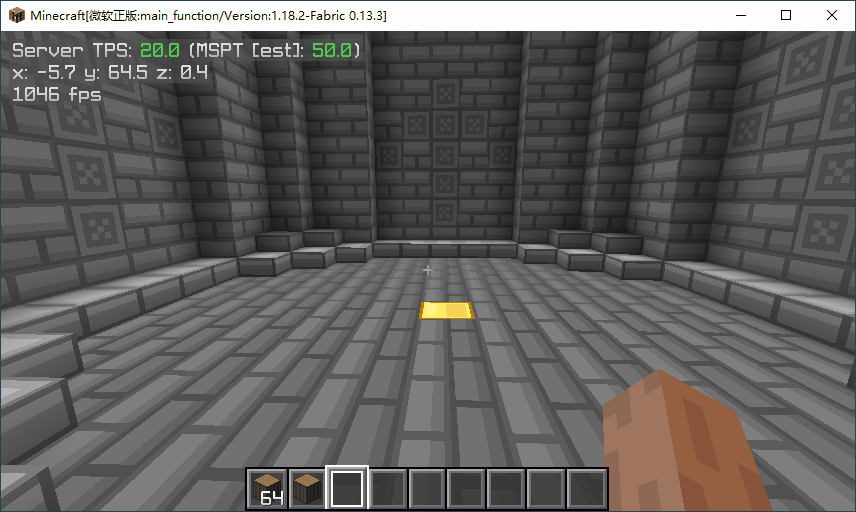 Minecraft[微软正版:main_function/Version:1.18.2-Fabric 0.13.3]
Server TPS: 20.0 (MSPT [est]: 50.0)
x: -5.7 y: 64.5 z: 0.4
1046 fps
64